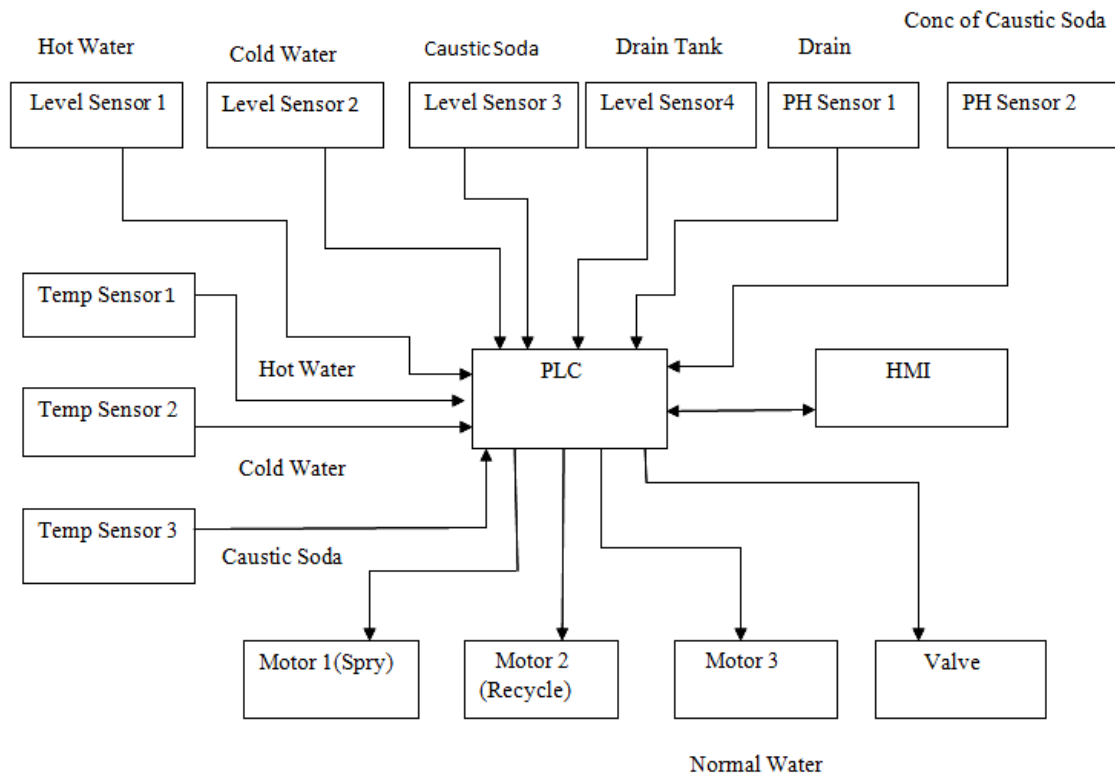 Conc of Caustic Soda
Hot Water
Cold Water
Caustic Soda
Drain Tank
Drain
Level Sensor 1
Level Sensor 2
Level Sensor 3
Level Sensor4
PH Sensor 1
PH Sensor 2
Temp Sensor 1
Hot Water
PLC
HMI
Temp Sensor 2
Cold Water
Temp Sensor 3
Caustic Soda
Motor 1(Spry)
Motor 2
(Recycle)
Motor 3
Valve
Normal Water